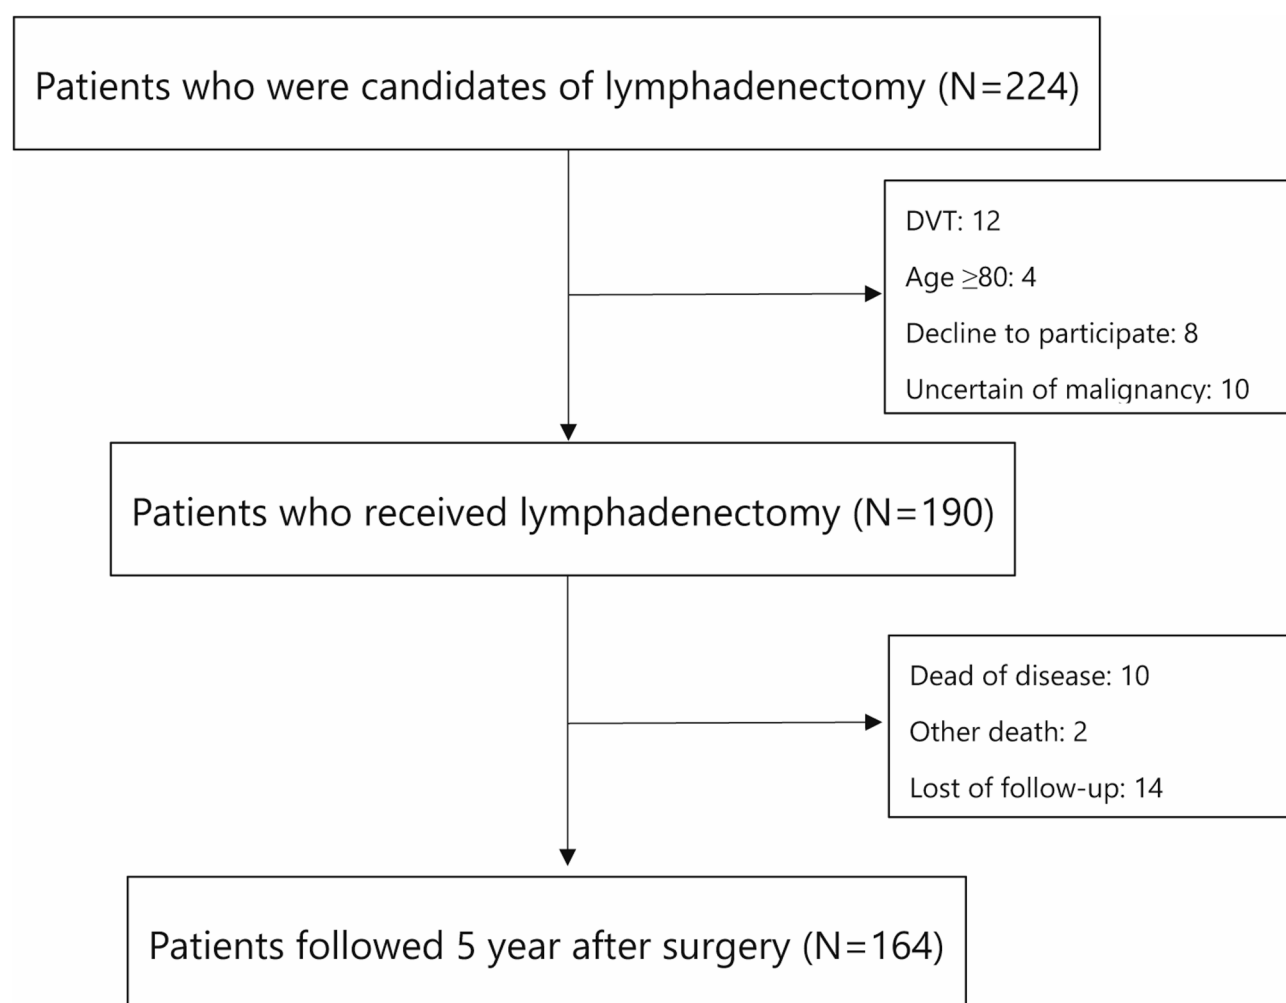 Patients who were candidates of lymphadenectomy (N=224)
DVT: 12
Age ≥80: 4
Decline to participate: 8
Uncertain of malignancy: 10
Patients who received lymphadenectomy (N=190)
Dead of disease: 10
Other death: 2
Lost of follow-up: 14
Patients followed 5 year after surgery (N=164)